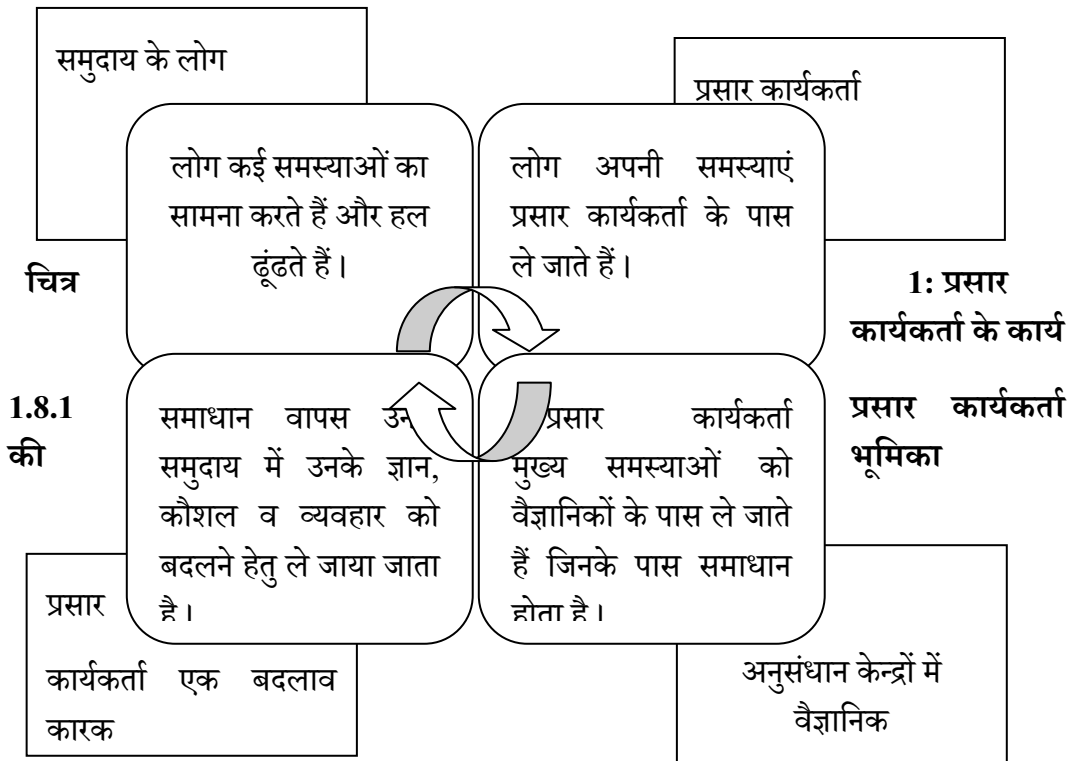 समुदाय के लोग
प्रसार कार्यकर्ता
लोग कई समस्याओं का
सामना करते हैं और हल
ढूंढते हैं।
लोग अपनी समस्याएं
प्रसार कार्यकर्ता के पास
ले जाते हैं।
चित्र 1: प्रसार
कार्यकर्ता के कार्य
1.8.1 प्रसार कार्यकर्ता
की भूमिका
समाधान वापस
समुदाय में उनके ज्ञान,
कौशल व व्यवहार को
बदलने हेतु ले जाया जाता
है।
प्रसार कार्यकर्ता
मुख्य समस्याओं को
वैज्ञानिकों के पास ले जाते
हैं जिनके पास समाधान
होता है।
प्रसार
कार्यकर्ता एक बदलाव
कारक
अनुसंधान केन्द्रों में
वैज्ञानिक